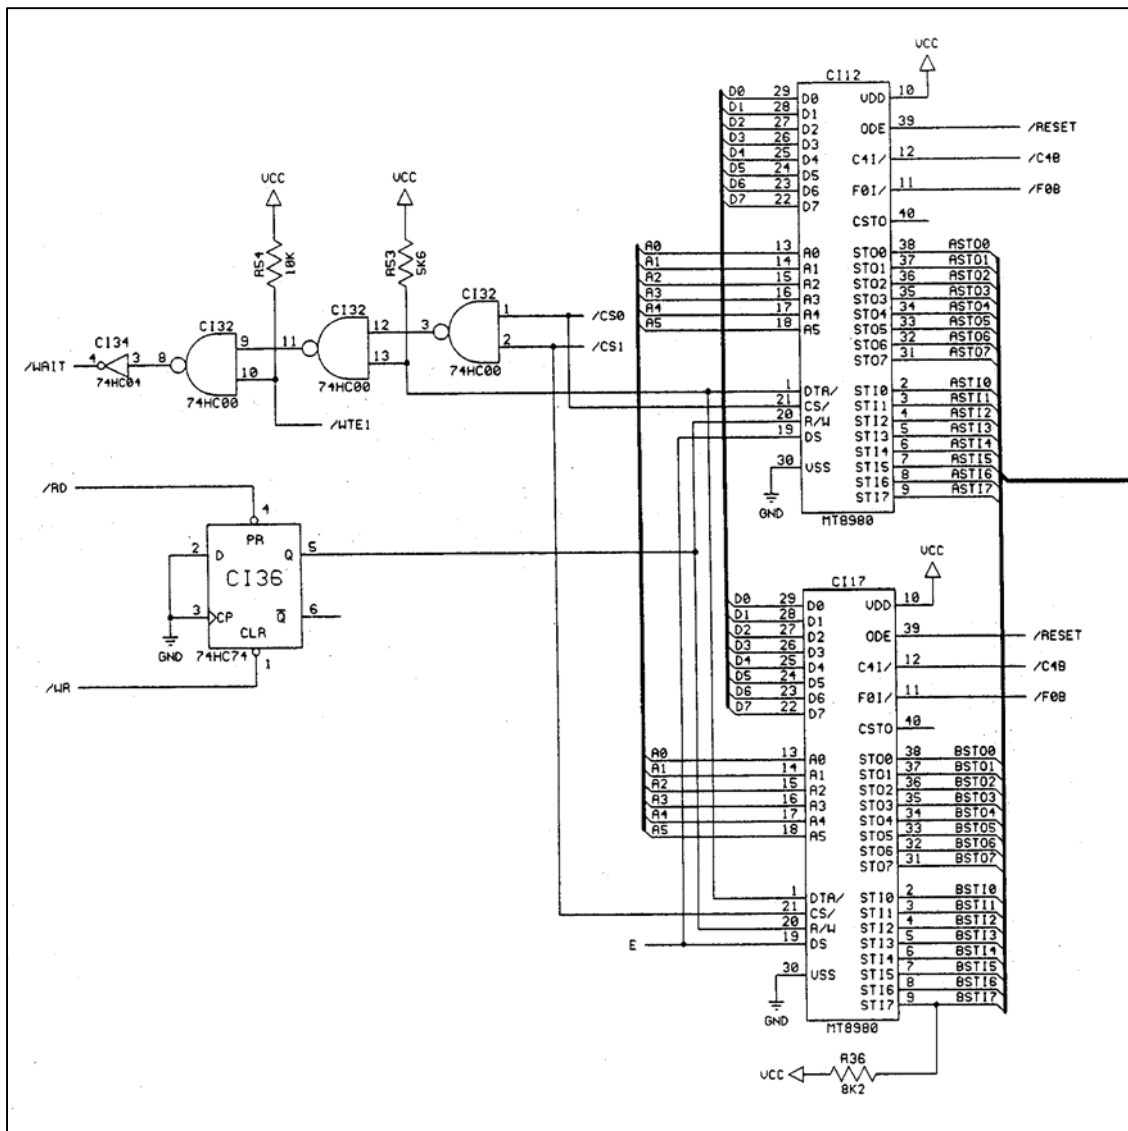 VCC
CI12
D0 29 D0 VDD 10
D1 28 D1
D2 27 D2 ODE 39 /RESET
D3 26 D3
D4 25 D4 C4I/ 12 /C4B
D5 24 D5
D6 23 D6 F0I/ 11 /F0B
D7 22 D7
CSTO 40
VCC VCC
R54 10K
R53 5K6
A0 13 A0 STO0 38 ASTO0
A1 14 A1 STO1 37 ASTO1
A2 15 A2 STO2 36 ASTO2
A3 16 A3 STO3 35 ASTO3
A4 17 A4 STO4 34 ASTO4
A5 18 A5 STO5 33 ASTO5
STO6 32 ASTO6
STO7 31 ASTO7
CI32 1 /CS0
3 2 /CS1
74HC00
CI32 12
11 13
74HC00
CI32 9
8 10
74HC00
CI34
/WAIT 4 3
74HC04
/WTE1
1 DTA/ STI0 2 ASTI0
21 CS/ STI1 3 ASTI1
20 R/W STI2 4 ASTI2
19 DS STI3 5 ASTI3
STI4 6 ASTI4
30 VSS STI5 7 ASTI5
STI6 8 ASTI6
STI7 9 ASTI7
GND
MT8980
/RD
4
PR
2 D Q 5
CI36
3 CP Q 6
CLR
GND 74HC74
1
/WR
VCC
CI17
D0 29 D0 VDD 10
D1 28 D1
D2 27 D2 ODE 39 /RESET
D3 26 D3
D4 25 D4 C4I/ 12 /C4B
D5 24 D5
D6 23 D6 F0I/ 11 /F0B
D7 22 D7
CSTO 40
A0 13 A0 STO0 38 BSTO0
A1 14 A1 STO1 37 BSTO1
A2 15 A2 STO2 36 BSTO2
A3 16 A3 STO3 35 BSTO3
A4 17 A4 STO4 34 BSTO4
A5 18 A5 STO5 33 BSTO5
STO6 32 BSTO6
STO7 31 BSTO7
1 DTA/ STI0 2 BSTI0
21 CS/ STI1 3 BSTI1
20 R/W STI2 4 BSTI2
E 19 DS STI3 5 BSTI3
STI4 6 BSTI4
30 VSS STI5 7 BSTI5
STI6 8 BSTI6
STI7 9 BSTI7
GND
MT8980
VCC R36
8K2